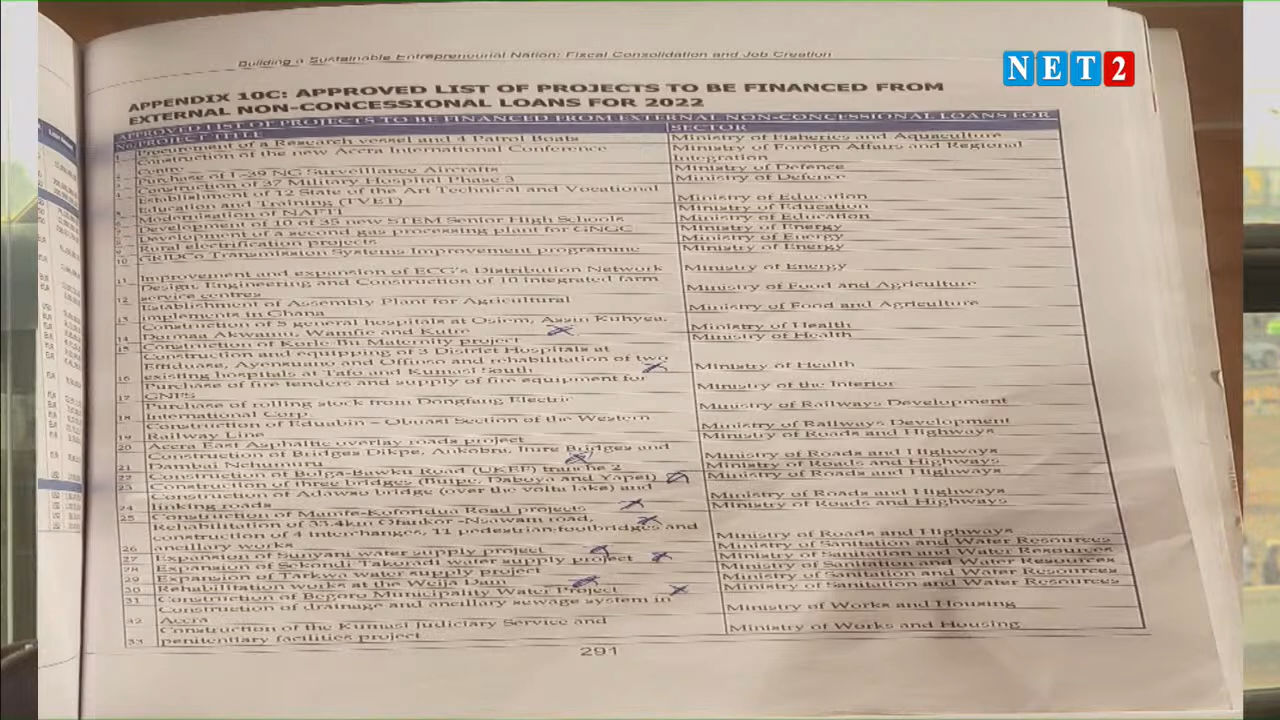 Building a Sustainable Entrepreneurial Nation: Fiscal Consolidation and Job Creation
NET2
APPENDIX 10C: APPROVED LIST OF PROJECTS TO BE FINANCED FROM
EXTERNAL NON-CONCESSIONAL LOANS FOR 2022
APPROVED LIST OF PROJECTS TO BE FINANCED FROM EXTERNAL NON-CONCESSIONAL LOANS FOR
No. PROJECT TITLE SECTOR
1 Procurement of a Research vessel and 4 Patrol Boats Ministry of Fisheries and Aquaculture
Construction of the new Accra International Conference Ministry of Foreign Affairs and Regional
Centre Integration
Purchase of L-39 NG Surveillance Aircrafts Ministry of Defence
Construction of 37 Military Hospital Phase 3 Ministry of Defence
Establishment of 12 State of the Art Technical and Vocational
Education and Training (TVET) Ministry of Education
Modernisation of NAFTI Ministry of Education
Development of 10 of 35 new STEM Senior High Schools Ministry of Education
Development of a second gas processing plant for GNGC Ministry of Energy
Rural electrification projects Ministry of Energy
10 GRIDCo Transmission Systems Improvement programme Ministry of Energy
11 Improvement and expansion of ECG's Distribution Network Ministry of Energy
Design, Engineering and Construction of 10 integrated farm
12 service centres Ministry of Food and Agriculture
Establishment of Assembly Plant for Agricultural
13 implements in Ghana Ministry of Food and Agriculture
Construction of 5 general hospitals at Osiem, Assin Kuhyea,
14 Dormaa Akwamu, Wamfie and Kutre Ministry of Health
15 Construction of Korle-Bu Maternity project Ministry of Health
Construction and equipping of 3 District Hospitals at
Effiduase, Ayensuano and Offinso and rehabilitation of two
16 existing hospitals at Tafo and Kumasi South Ministry of Health
Purchase of fire tenders and supply of fire equipment for
17 GNFS Ministry of the Interior
Purchase of rolling stock from Dongfang Electric
18 International Corp. Ministry of Railways Development
Construction of Eduabin – Obuasi Section of the Western
19 Railway Line Ministry of Railways Development
20 Accra East Asphaltic overlay roads project Ministry of Roads and Highways
Construction of Bridges Dikpe, Ankobra, Iture Bridges and
21 Dambai Ministry of Roads and Highways
22 Construction of Bolga-Bawku Road (UKEF) tranche 2 Ministry of Roads and Highways
23 Construction of three bridges (Buipe, Daboya and Yapei) Ministry of Roads and Highways
Construction of Adawso bridge (over the volta lake) and
24 linking roads Ministry of Roads and Highways
25 Construction of Mamfe-Koforidua Road projects Ministry of Roads and Highways
Rehabilitation of 33.4km Ofankor -Nsawam road,
construction of 4 interchanges, 11 pedestrian footbridges and
26 ancillary works Ministry of Roads and Highways
27 Expansion of Sunyani water supply project Ministry of Sanitation and Water Resources
28 Expansion of Sekondi-Takoradi water supply project Ministry of Sanitation and Water Resources
29 Expansion of Tarkwa water supply project Ministry of Sanitation and Water Resources
30 Rehabilitation works at the Weija Dam Ministry of Sanitation and Water Resources
31 Construction of Begoro Municipality Water Project Ministry of Sanitation and Water Resources
Construction of drainage and ancillary sewage system in
32 Accra Ministry of Works and Housing
Construction of the Kumasi Judiciary Service and
33 penitentiary facilities project Ministry of Works and Housing
291